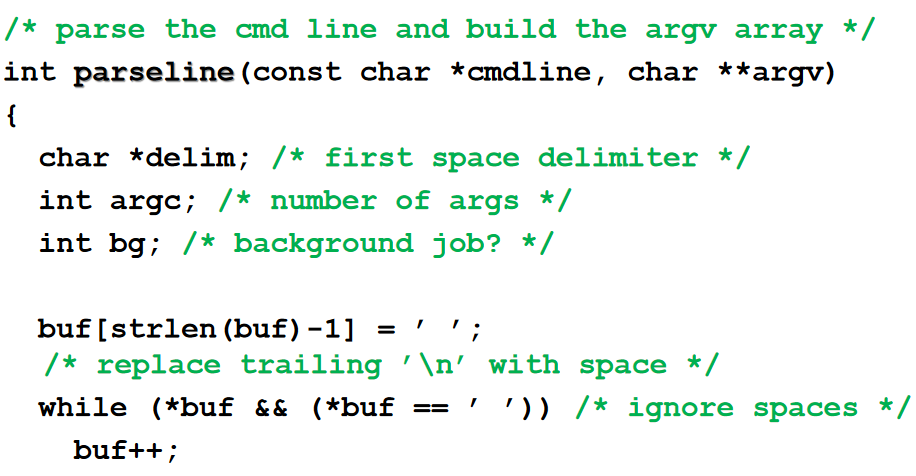 /* parse the cmd line and build the argv array */
int parseline(const char *cmdline, char **argv)
{
char *delim; /* first space delimiter */
int argc; /* number of args */
int bg; /* background job? */
buf[strlen(buf)-1] = ’ ’;
/* replace trailing ’\n’ with space */
while (*buf && (*buf == ’ ’)) /* ignore spaces */
buf++;